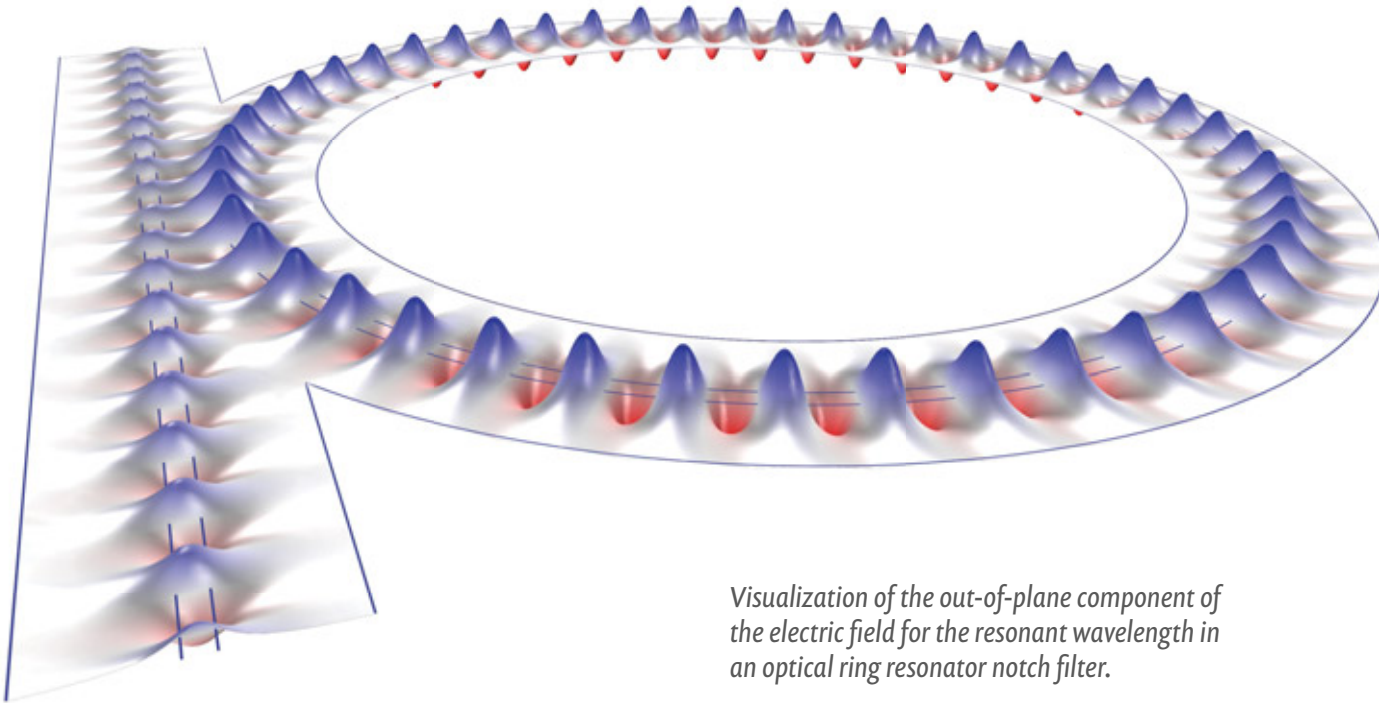 Visualization of the out-of-plane component of
the electric field for the resonant wavelength in
an optical ring resonator notch filter.